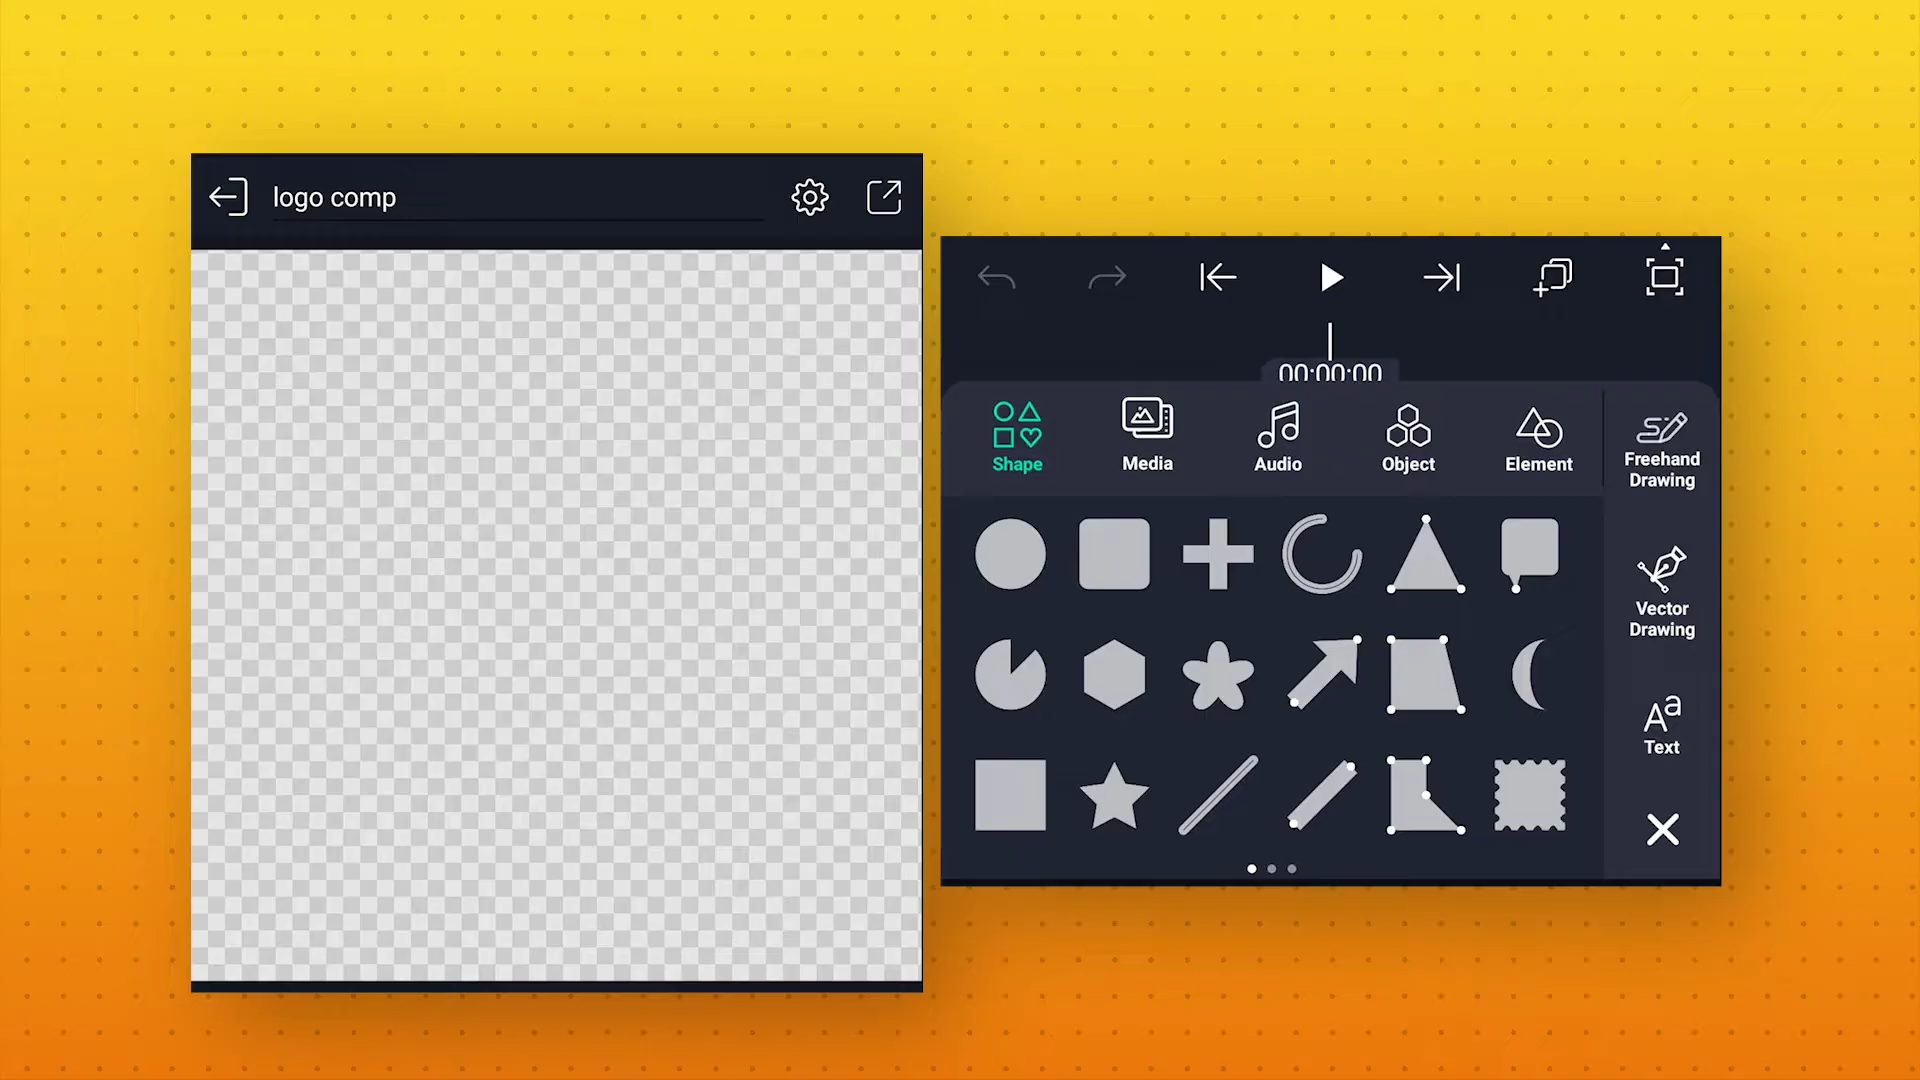 logo comp
00:00:00
Shape
Media
Audio
Object
Element
Freehand
Drawing
Vector
Drawing
Aa
Text